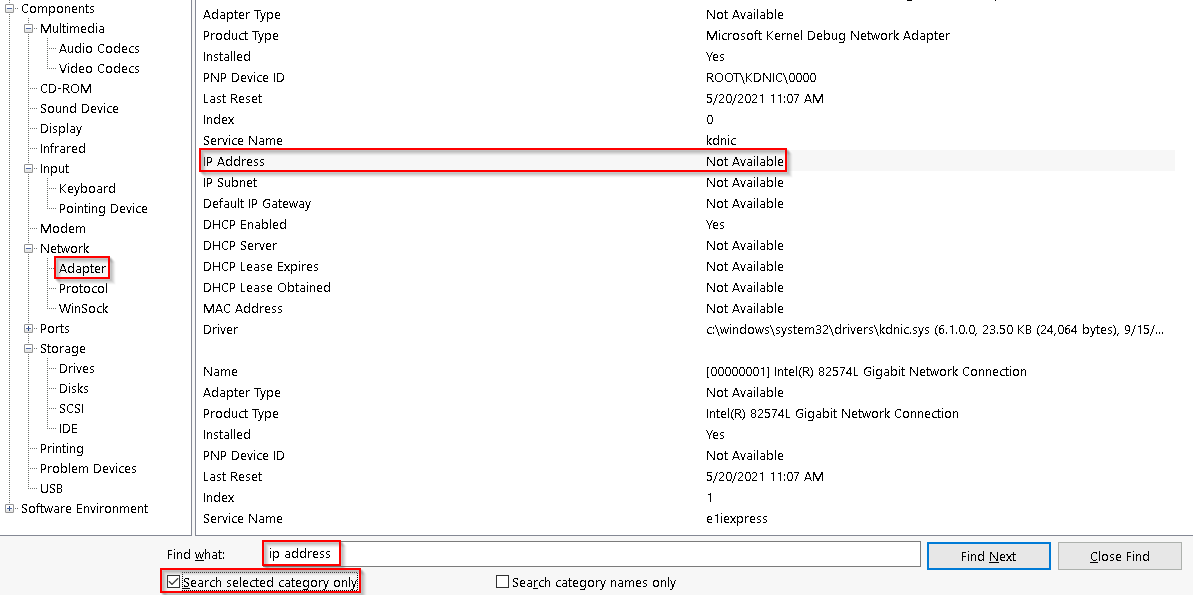 Components
Multimedia
Audio Codecs
Video Codecs
CD-ROM
Sound Device
Display
Infrared
Input
Keyboard
Pointing Device
Modem
Network
Adapter
Protocol
WinSock
Ports
Storage
Drives
Disks
SCSI
IDE
Printing
Problem Devices
USB
Software Environment
Adapter Type Not Available
Product Type Microsoft Kernel Debug Network Adapter
Installed Yes
PNP Device ID ROOT\KDNIC\0000
Last Reset 5/20/2021 11:07 AM
Index 0
Service Name kdnic
IP Address Not Available
IP Subnet Not Available
Default IP Gateway Not Available
DHCP Enabled Yes
DHCP Server Not Available
DHCP Lease Expires Not Available
DHCP Lease Obtained Not Available
MAC Address Not Available
Driver c:\windows\system32\drivers\kdnic.sys (6.1.0.0, 23.50 KB (24,064 bytes), 9/15/...
Name [00000001] Intel(R) 82574L Gigabit Network Connection
Adapter Type Not Available
Product Type Intel(R) 82574L Gigabit Network Connection
Installed Yes
PNP Device ID Not Available
Last Reset 5/20/2021 11:07 AM
Index 1
Service Name e1iexpress
Find what: ip address Find Next Close Find
Search selected category only Search category names only